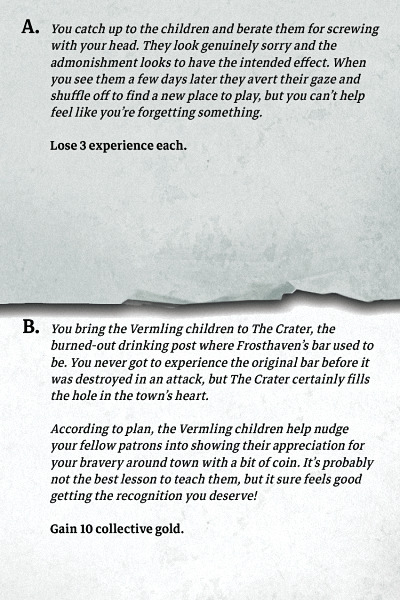 A. You catch up to the children and berate them for screwing
with your head. They look genuinely sorry and the
admonishment looks to have the intended effect. When
you see them a few days later they avert their gaze and
shuffle off to find a new place to play, but you can't help
feel like you're forgetting something.
Lose 3 experience each.
B. You bring the Vermling children to The Crater, the
burned-out drinking post where Frosthaven's bar used to
be. You never got to experience the original bar before it
was destroyed in an attack, but The Crater certainly fills
the hole in the town's heart.
According to plan, the Vermling children help nudge
your fellow patrons into showing their appreciation for
your bravery around town with a bit of coin. It's probably
not the best lesson to teach them, but it sure feels good
getting the recognition you deserve!
Gain 10 collective gold.